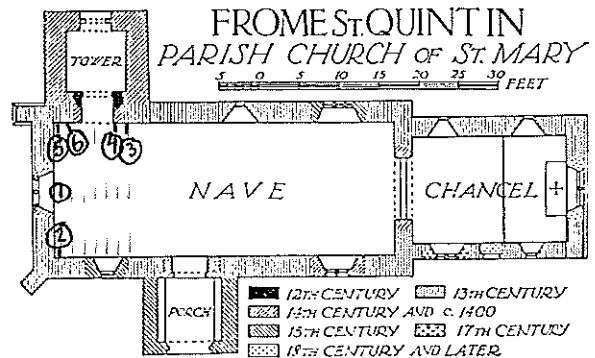 FROME ST. QUINTIN
PARISH CHURCH OF ST. MARY
5 0 5 10 15 20 25 30 FEET
TOWER
5 6 4 3
1
NAVE
CHANCEL
2
PORCH
12TH CENTURY 13TH CENTURY
14TH CENTURY AND C. 1400
15TH CENTURY 17TH CENTURY
18TH CENTURY AND LATER